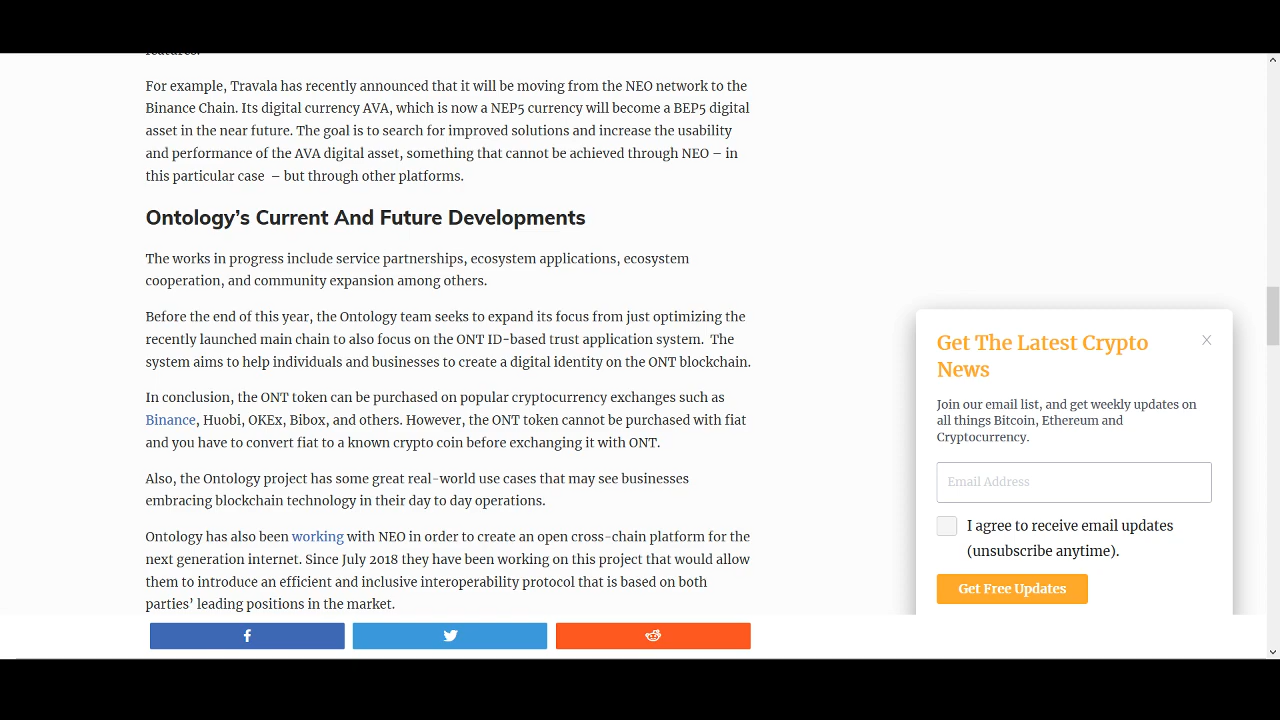 features.
For example, Travala has recently announced that it will be moving from the NEO network to the
Binance Chain. Its digital currency AVA, which is now a NEP5 currency will become a BEP5 digital
asset in the near future. The goal is to search for improved solutions and increase the usability
and performance of the AVA digital asset, something that cannot be achieved through NEO – in
this particular case – but through other platforms.
Ontology’s Current And Future Developments
The works in progress include service partnerships, ecosystem applications, ecosystem
cooperation, and community expansion among others.
Before the end of this year, the Ontology team seeks to expand its focus from just optimizing the
recently launched main chain to also focus on the ONT ID-based trust application system. The
system aims to help individuals and businesses to create a digital identity on the ONT blockchain.
In conclusion, the ONT token can be purchased on popular cryptocurrency exchanges such as
Binance, Huobi, OKEx, Bibox, and others. However, the ONT token cannot be purchased with fiat
and you have to convert fiat to a known crypto coin before exchanging it with ONT.
Also, the Ontology project has some great real-world use cases that may see businesses
embracing blockchain technology in their day to day operations.
Ontology has also been working with NEO in order to create an open cross-chain platform for the
next generation internet. Since July 2018 they have been working on this project that would allow
them to introduce an efficient and inclusive interoperability protocol that is based on both
parties’ leading positions in the market.
Get The Latest Crypto
News
X
Join our email list, and get weekly updates on
all things Bitcoin, Ethereum and
Cryptocurrency.
Email Address
I agree to receive email updates
(unsubscribe anytime).
Get Free Updates